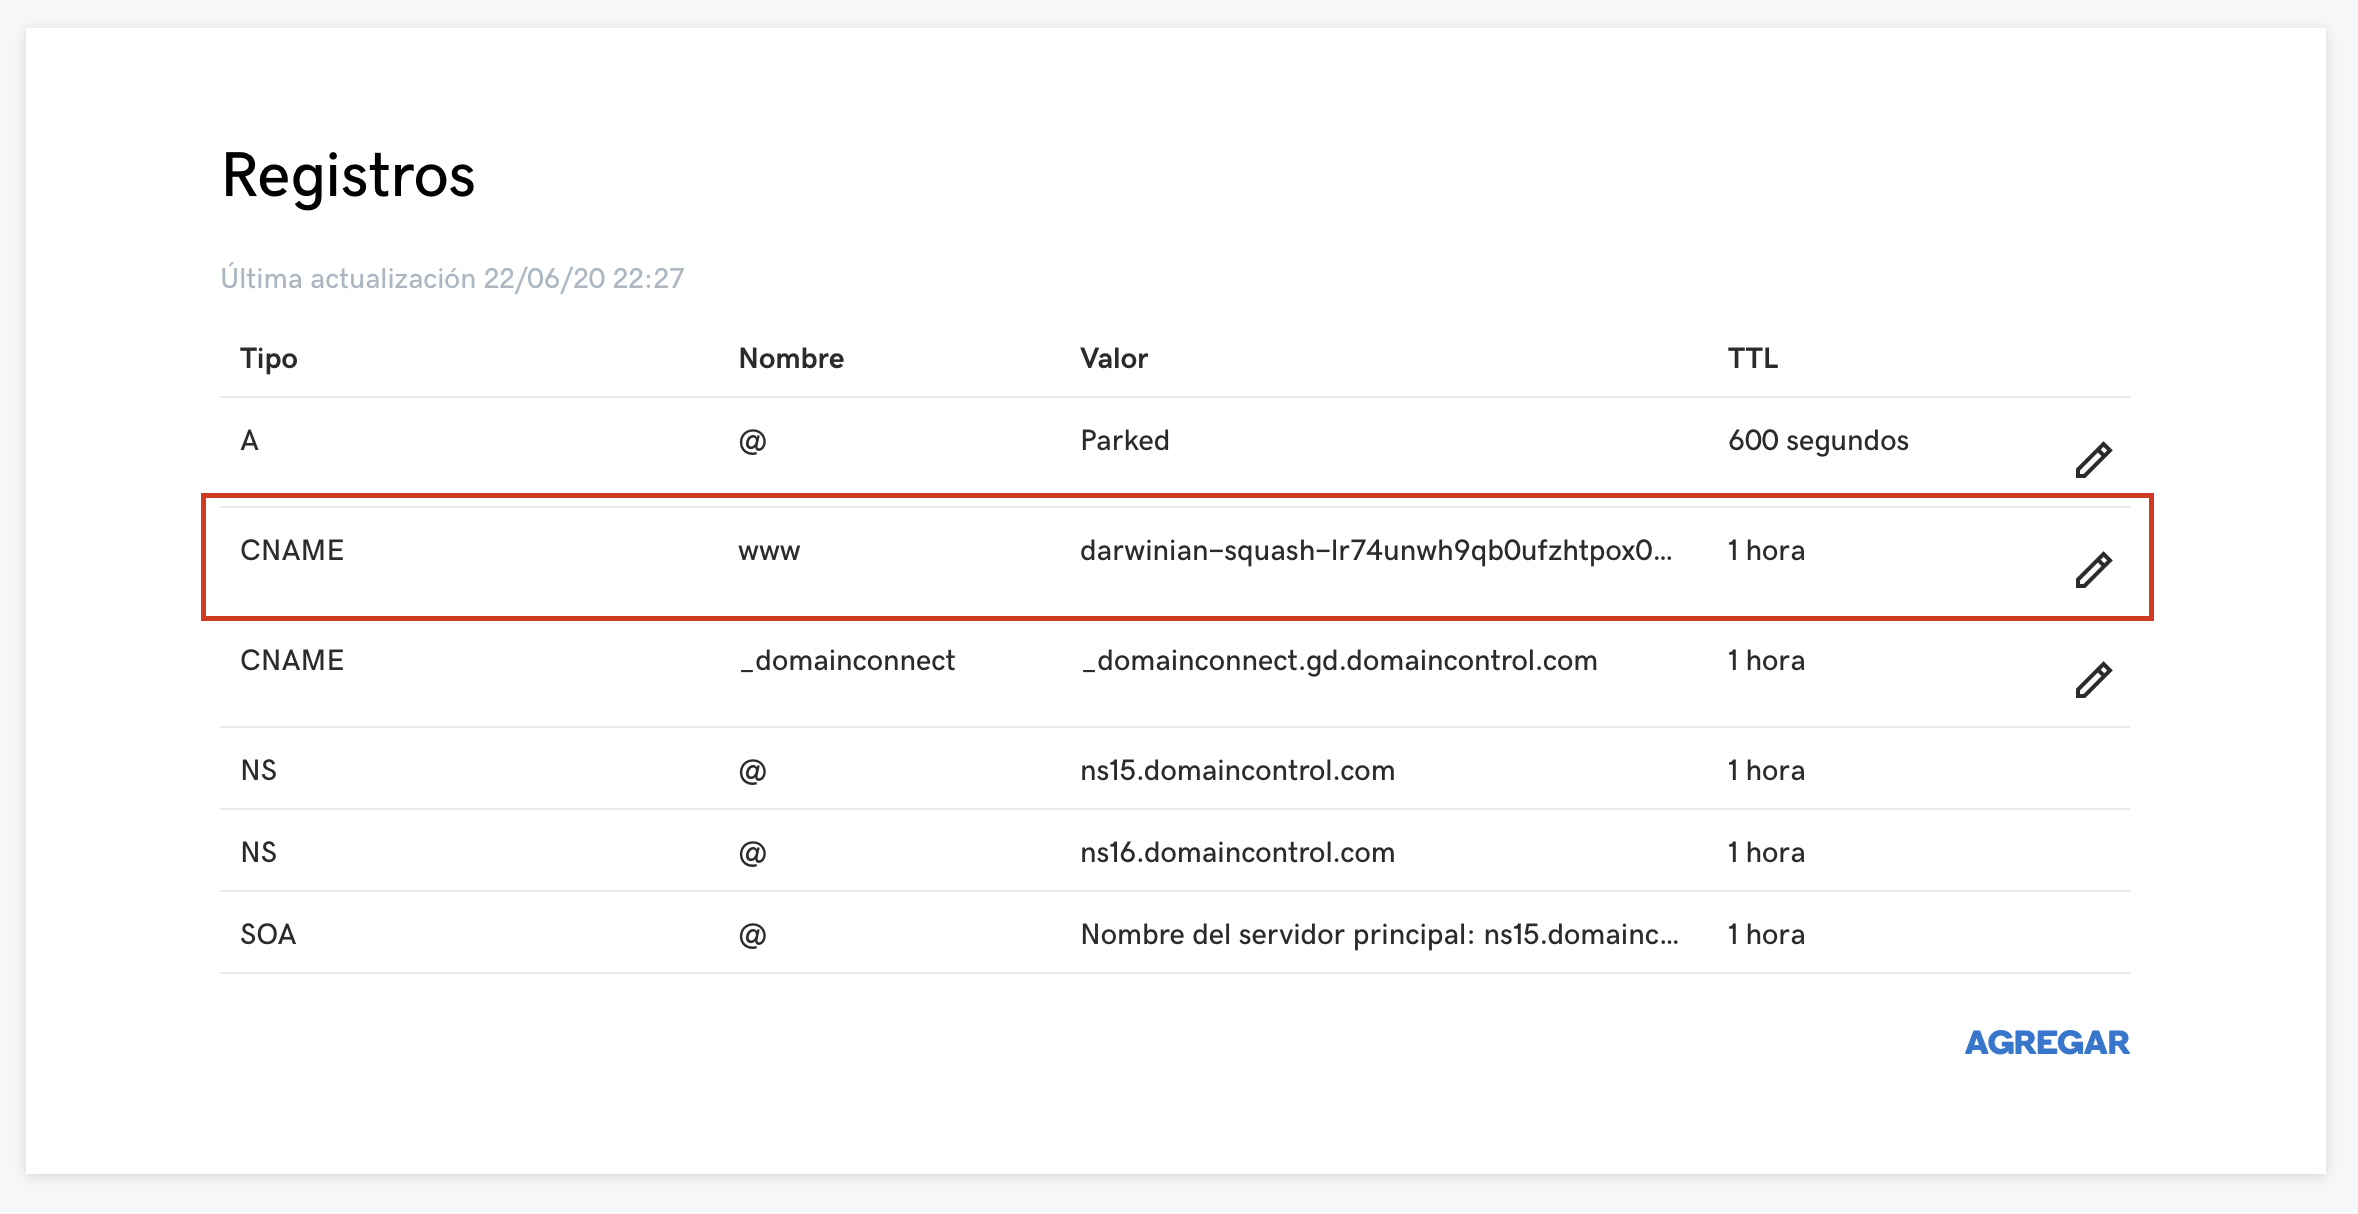 Registros
Última actualización 22/06/20 22:27
Tipo Nombre Valor TTL
A @ Parked 600 segundos
CNAME www darwinian-squash-lr74unwh9qb0ufzhtpox0... 1 hora
CNAME _domainconnect _domainconnect.gd.domaincontrol.com 1 hora
NS @ ns15.domaincontrol.com 1 hora
NS @ ns16.domaincontrol.com 1 hora
SOA @ Nombre del servidor principal: ns15.domainc... 1 hora
AGREGAR